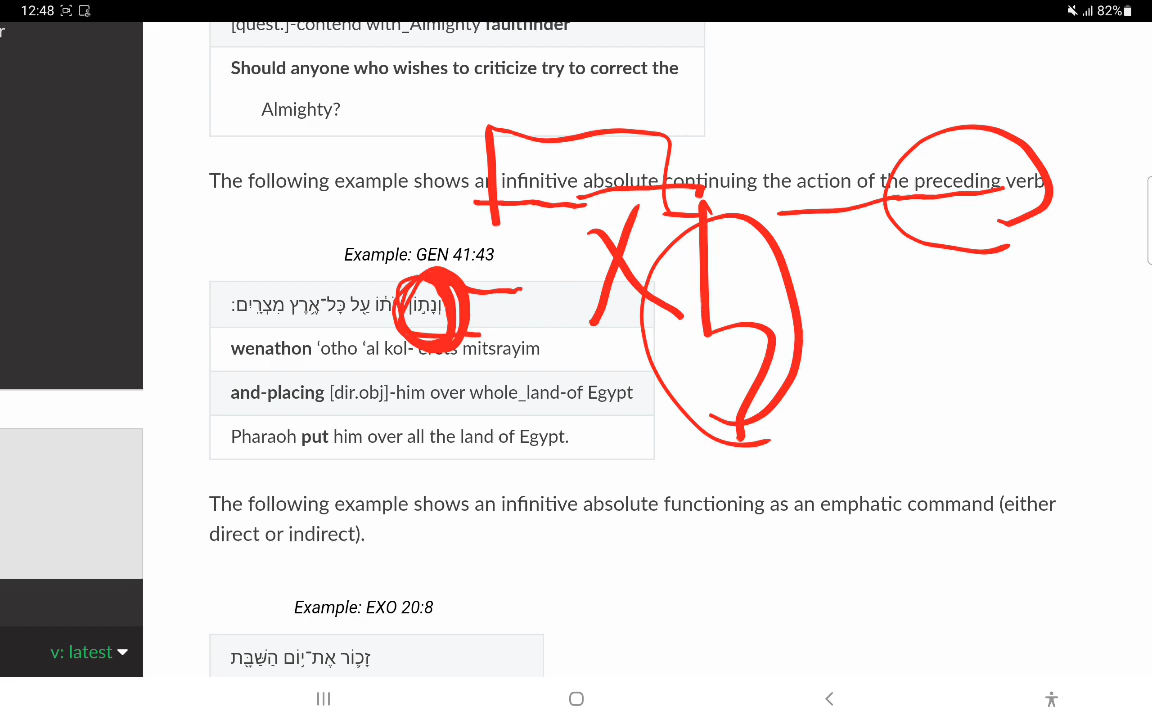 12:48 82%
r
[quest.]-contend with_Almighty faultfinder
Should anyone who wishes to criticize try to correct the
Almighty?
The following example shows an infinitive absolute continuing the action of the preceding verb
Example: GEN 41:43
וְנָת֣וֹן אֹת֔וֹ עַ֖ל כָּל־אֶ֥רֶץ מִצְרָֽיִם׃
wenathon ‘otho ‘al kol- erets mitsrayim
and-placing [dir.obj]-him over whole_land-of Egypt
Pharaoh put him over all the land of Egypt.
The following example shows an infinitive absolute functioning as an emphatic command (either
direct or indirect).
Example: EXO 20:8
זָכ֛וֹר אֶת־י֥וֹם הַשַּׁבָּ֖ת
v: latest